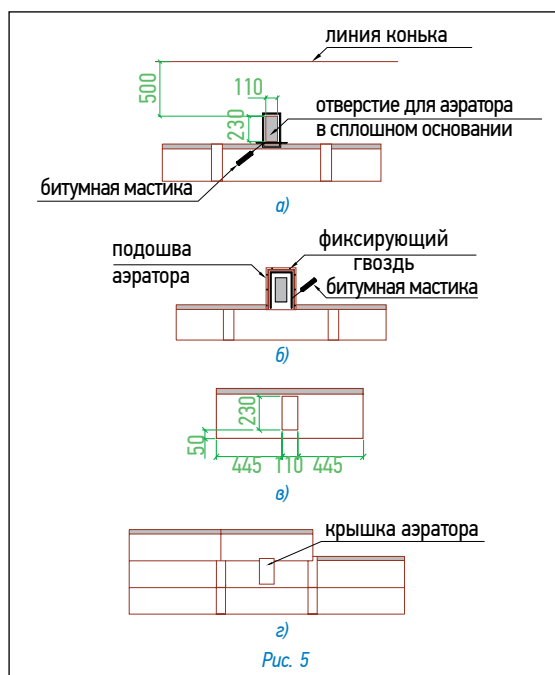 линия конька
500
110
230
отверстие для аэратора
в сплошном основании
битумная мастика
а)
подошва
аэратора
фиксирующий
гвоздь
битумная мастика
б)
230
50
445 110 445
в)
крышка аэратора
г)
Рис. 5